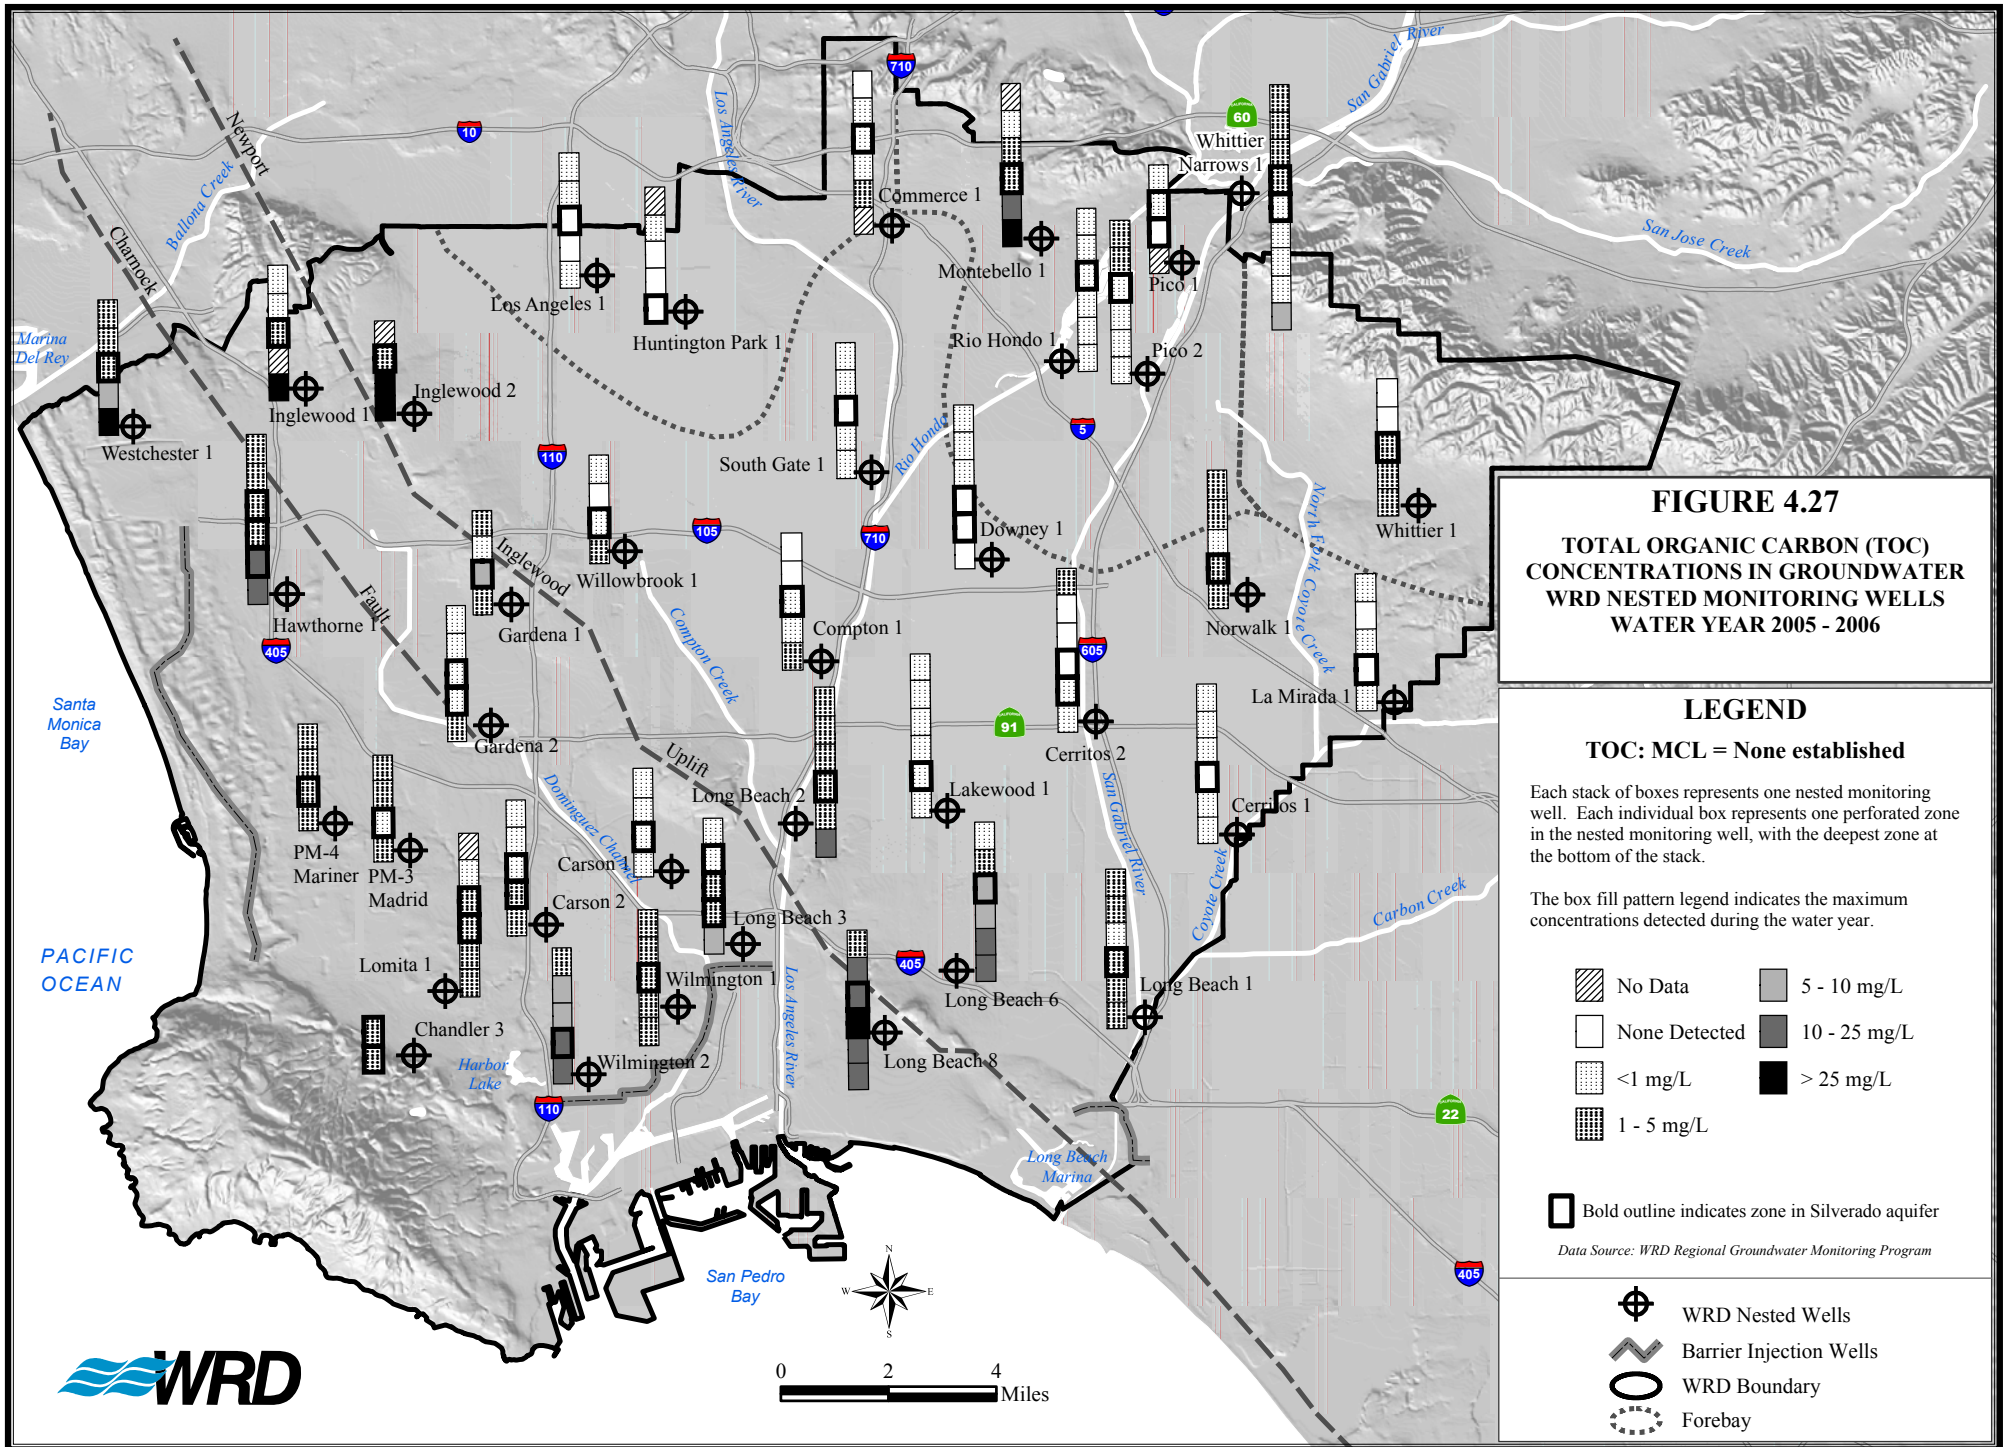 710
10
60
Whittier
Narrows 1
San Gabriel River
Los Angeles River
Newport
Ballona Creek
Charnock
Commerce 1
Montebello 1
Pico 1
San Jose Creek
Los Angeles 1
Huntington Park 1
Rio Hondo 1
Pico 2
Marina
Del Rey
Inglewood 1
Inglewood 2
Westchester 1
110
South Gate 1
Rio Hondo
5
Whittier 1
105
710
Downey 1
North Fork Coyote Creek
Inglewood
Willowbrook 1
Fault
Hawthorne 1
Gardena 1
Compton Creek
Compton 1
Norwalk 1
405
605
La Mirada 1
Santa
Monica
Bay
Gardena 2
91
Cerritos 2
Uplift
Dominguez Channel
Long Beach 2
Lakewood 1
San Gabriel River
Cerritos 1
PM-4
Mariner
PM-3
Madrid
Carson 1
Carson 2
Long Beach 3
Coyote Creek
Carbon Creek
PACIFIC
OCEAN
Lomita 1
Wilmington 1
Los Angeles River
405
Long Beach 6
Long Beach 1
Chandler 3
Harbor
Lake
Wilmington 2
Long Beach 8
110
22
Long Beach
Marina
San Pedro
Bay
N
W
E
S
405
WRD
0 2 4
Miles
FIGURE 4.27
TOTAL ORGANIC CARBON (TOC)
CONCENTRATIONS IN GROUNDWATER
WRD NESTED MONITORING WELLS
WATER YEAR 2005 - 2006
LEGEND
TOC: MCL = None established
Each stack of boxes represents one nested monitoring
well. Each individual box represents one perforated zone
in the nested monitoring well, with the deepest zone at
the bottom of the stack.
The box fill pattern legend indicates the maximum
concentrations detected during the water year.
No Data
5 - 10 mg/L
None Detected
10 - 25 mg/L
<1 mg/L
> 25 mg/L
1 - 5 mg/L
Bold outline indicates zone in Silverado aquifer
Data Source: WRD Regional Groundwater Monitoring Program
WRD Nested Wells
Barrier Injection Wells
WRD Boundary
Forebay